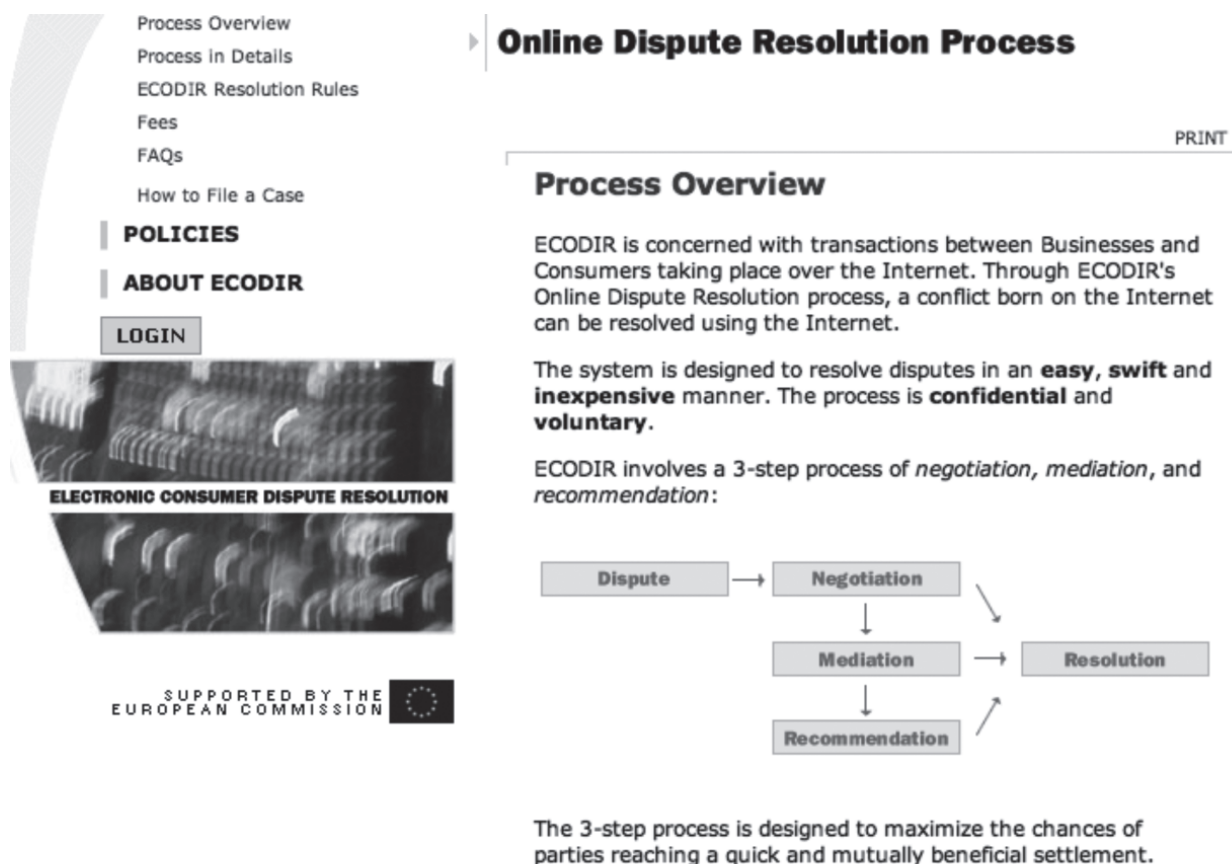 Process Overview
Process in Details
ECODIR Resolution Rules
Fees
FAQs
How to File a Case
POLICIES
ABOUT ECODIR
LOGIN
ELECTRONIC CONSUMER DISPUTE RESOLUTION
SUPPORTED BY THE
EUROPEAN COMMISSION
Online Dispute Resolution Process
PRINT
Process Overview
ECODIR is concerned with transactions between Businesses and
Consumers taking place over the Internet. Through ECODIR's
Online Dispute Resolution process, a conflict born on the Internet
can be resolved using the Internet.
The system is designed to resolve disputes in an easy, swift and
inexpensive manner. The process is confidential and
voluntary.
ECODIR involves a 3-step process of negotiation, mediation, and
recommendation:
Dispute
Negotiation
Mediation
Resolution
Recommendation
The 3-step process is designed to maximize the chances of
parties reaching a quick and mutually beneficial settlement.